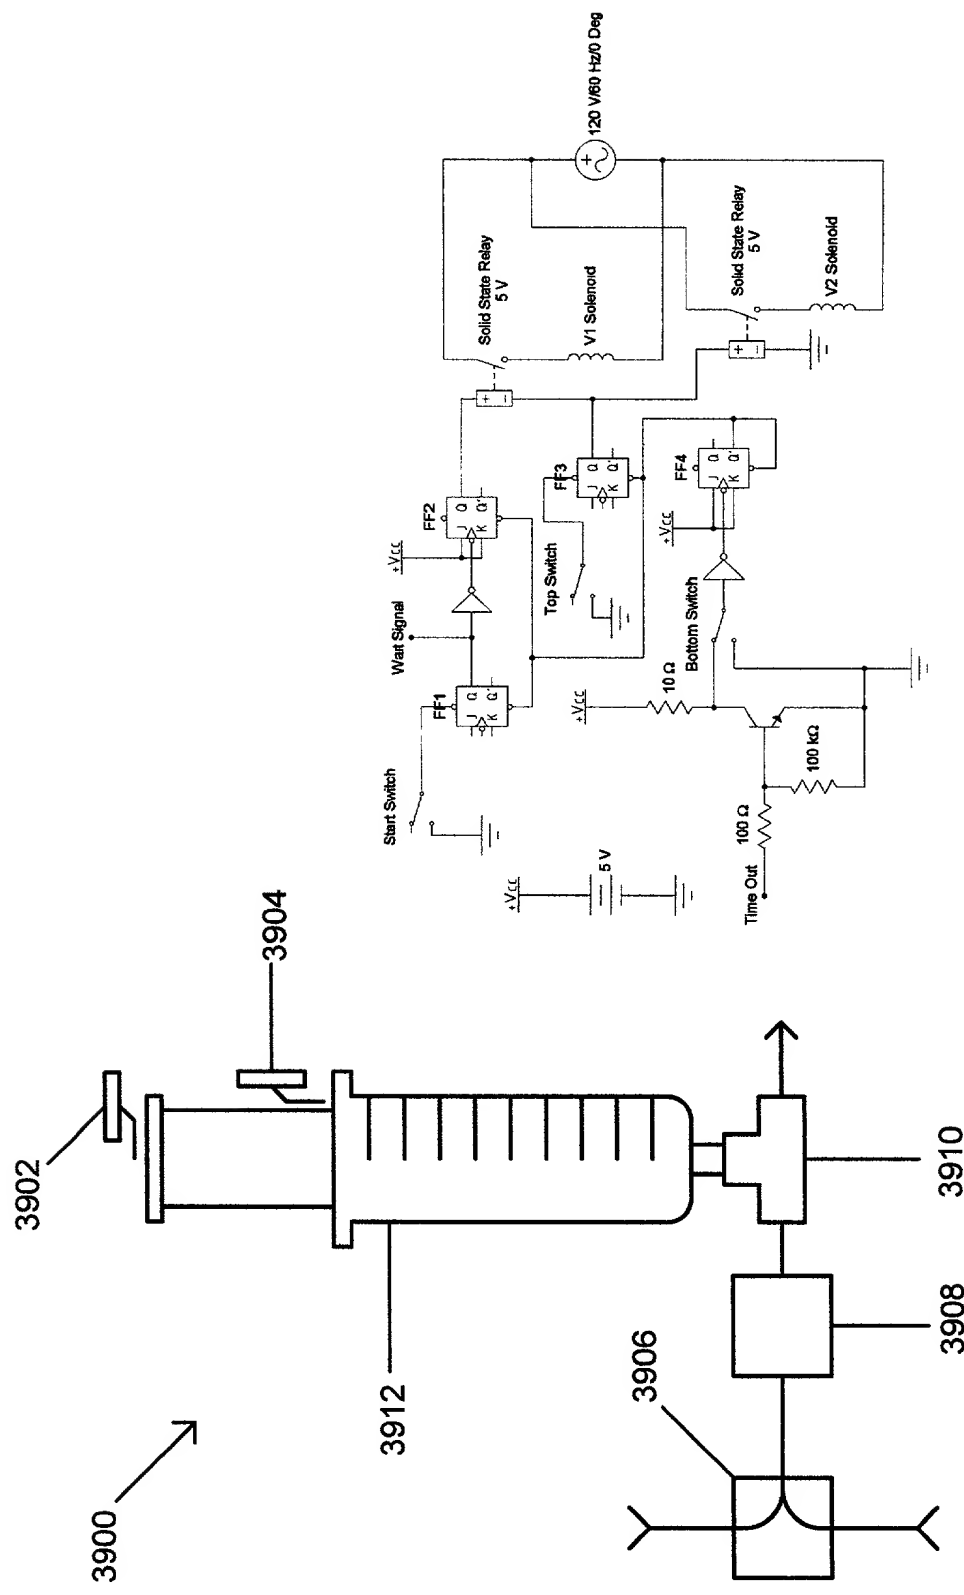 3900
3902
3904
3906
3908
3910
3912
Start Switch
FF1
J Q
K Q'
Wait Signal
+Vcc
FF2
J Q
K Q'
Solid State Relay
5 V
V1 Solenoid
120 V/60 Hz/0 Deg
Top Switch
FF3
J Q
K Q'
+Vcc
5 V
+Vcc
10 Ω
Bottom Switch
+Vcc
FF4
J Q
K Q'
Solid State Relay
5 V
V2 Solenoid
Time Out
100 Ω
100 kΩ